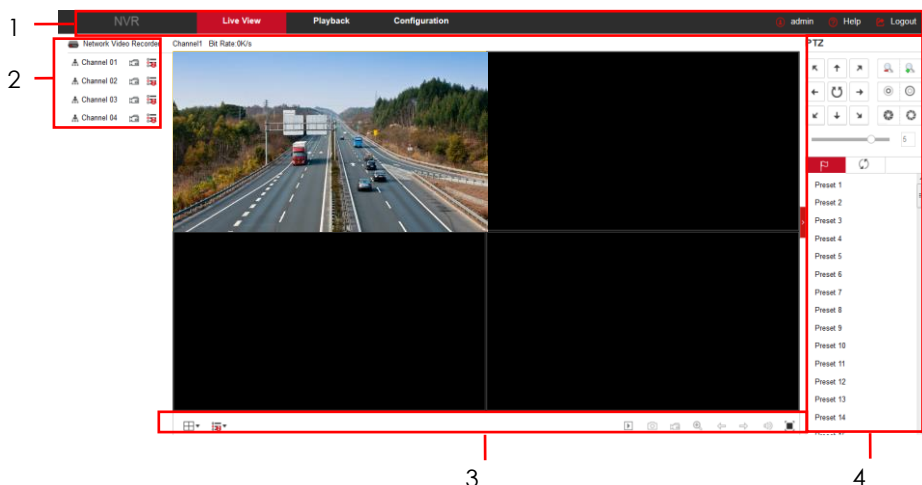 1
NVR Live View Playback Configuration admin Help Logout
2
Network Video Recorder
Channel 01
Channel 02
Channel 03
Channel 04
Channel1 Bit Rate:0K/s
PTZ
5
Preset 1
Preset 2
Preset 3
Preset 4
Preset 5
Preset 6
Preset 7
Preset 8
Preset 9
Preset 10
Preset 11
Preset 12
Preset 13
Preset 14
3
4